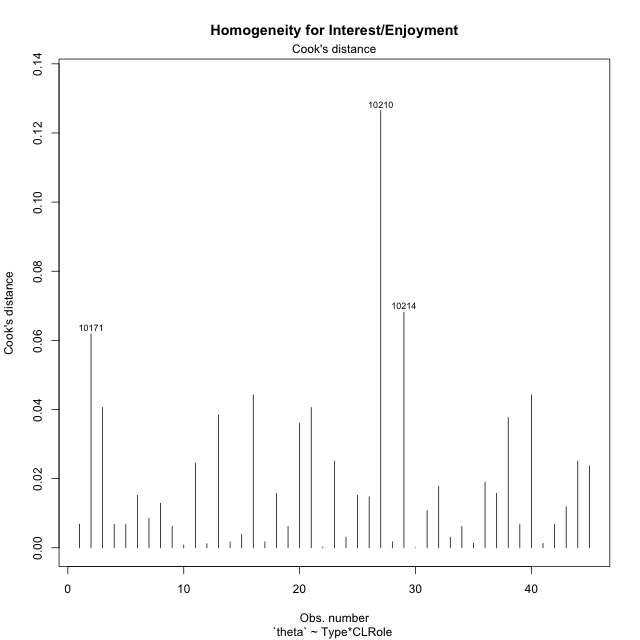 Homogeneity for Interest/Enjoyment
Cook's distance
0.14
0.12
0.10
0.08
0.06
0.04
0.02
0.00
Cook's distance
10210
10214
10171
0 10 20 30 40
Obs. number
`theta` ~ Type*CLRole